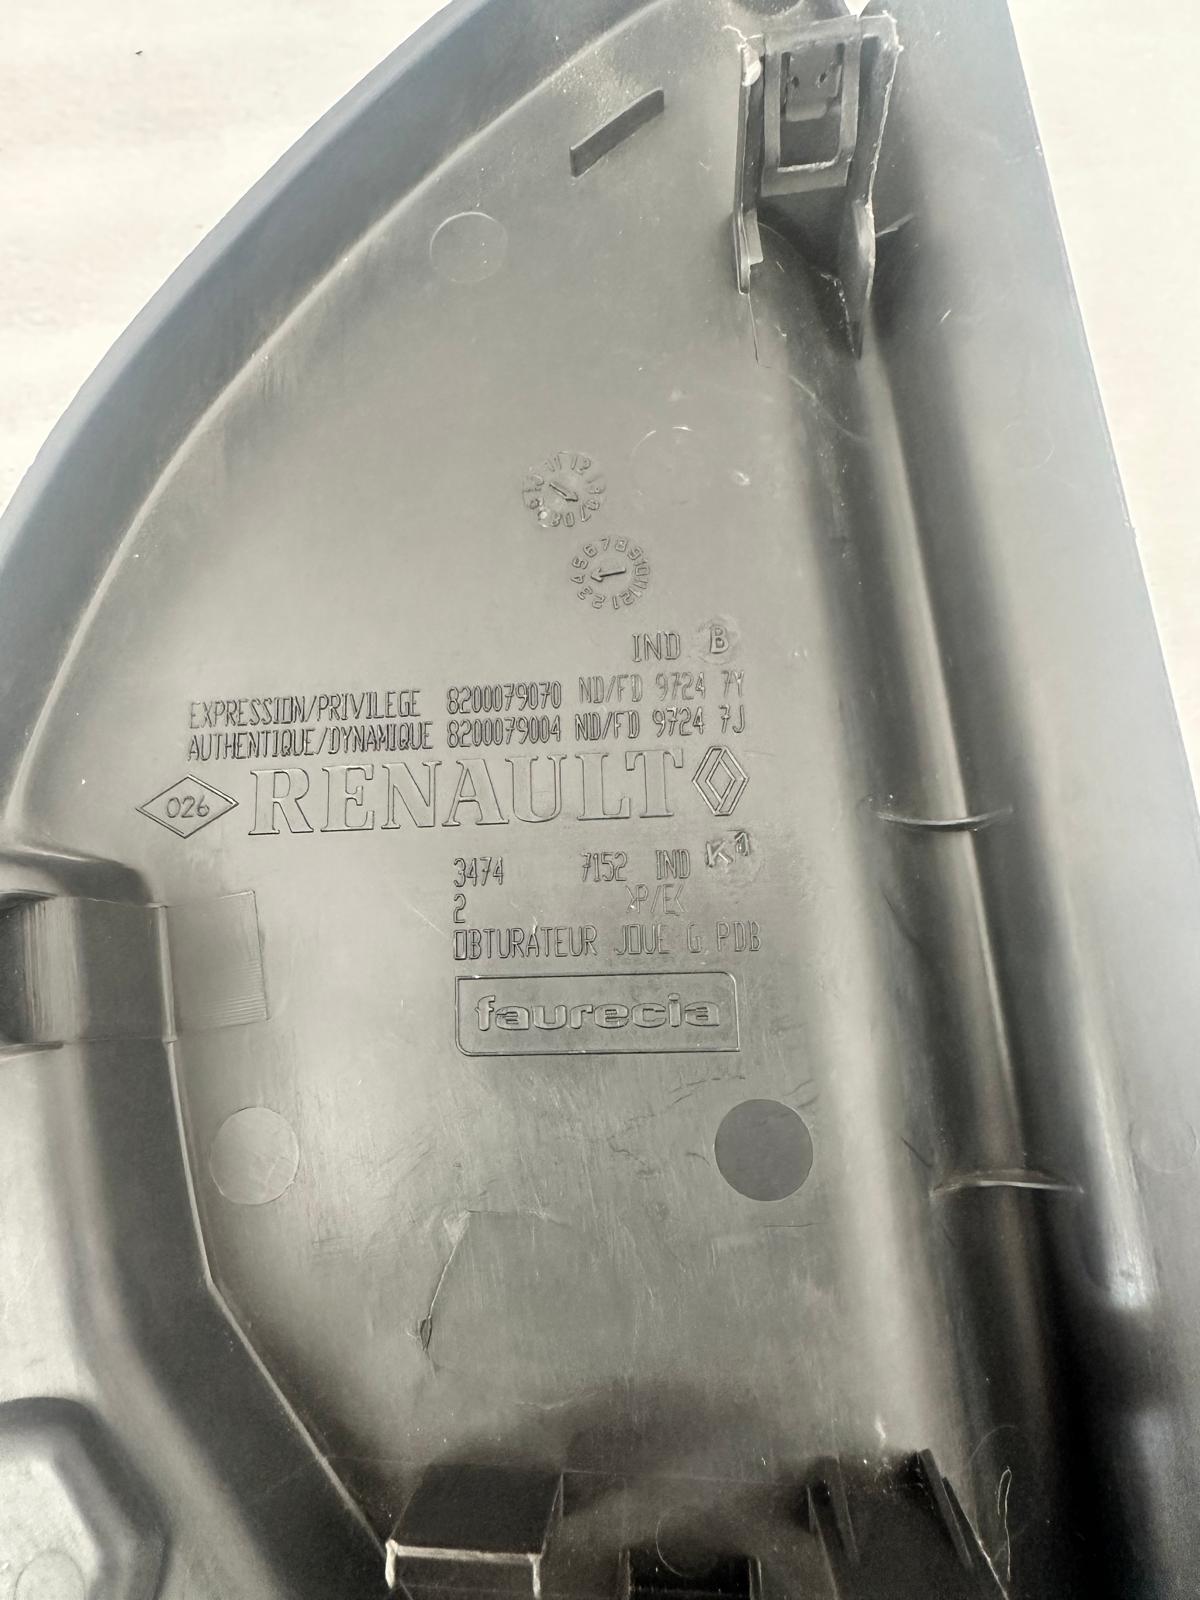 IND B
EXPRESSION/PRIVILEGE 8200079070 ND/FD 9724 7Y
AUTHENTIQUE/DYNAMIQUE 8200079004 ND/FD 9724 7J
026 RENAULT
3474 7152 IND K
2 >P/E<
OBTURATEUR JOUE G PDB
faurecia